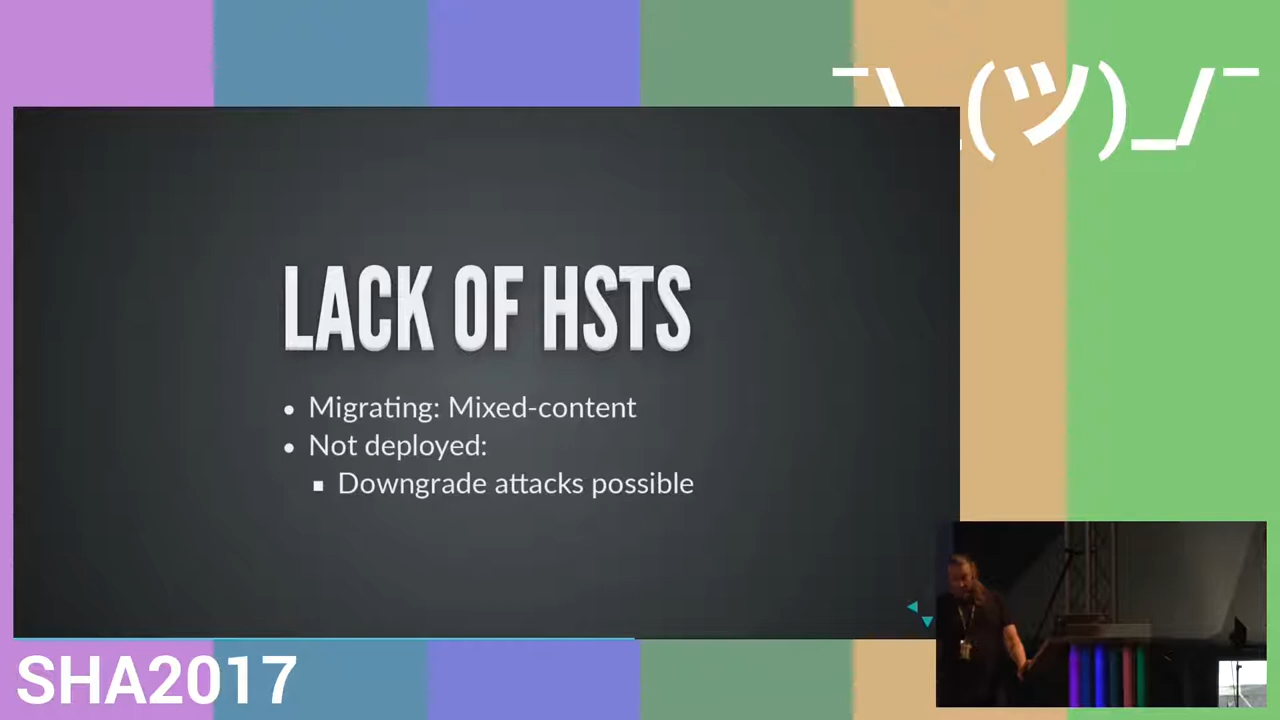 ¯\_(ツ)_/¯
LACK OF HSTS
• Migrating: Mixed-content
• Not deployed:
▪ Downgrade attacks possible
SHA2017